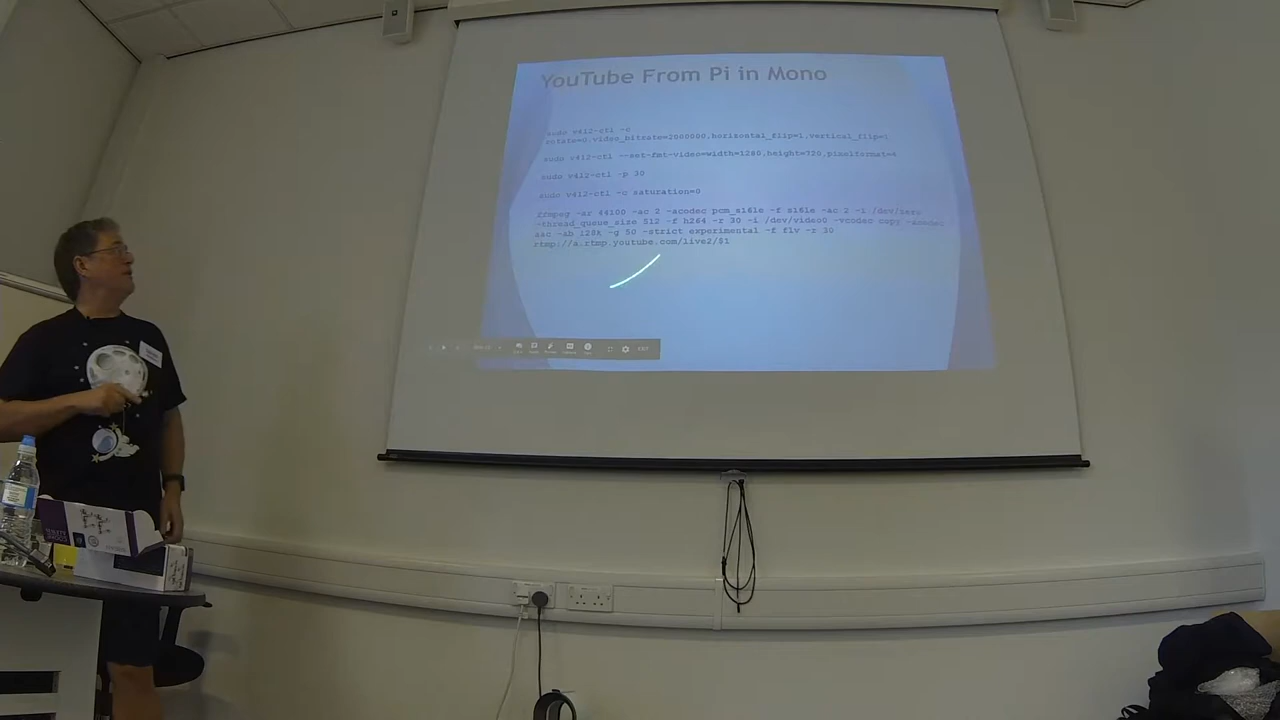 YouTube From Pi in Mono
sudo v4l2-ctl -c
rotate=0,video_bitrate=2000000,horizontal_flip=1,vertical_flip=1
sudo v4l2-ctl --set-fmt-video=width=1280,height=720,pixelformat=4
sudo v4l2-ctl -p 30
sudo v4l2-ctl -c saturation=0
ffmpeg -ar 44100 -ac 2 -acodec pcm_s16le -f s16le -ac 2 -i /dev/zero
-thread_queue_size 512 -f h264 -r 30 -i /dev/video0 -vcodec copy -acodec
aac -ab 128k -g 50 -strict experimental -f flv -r 30
rtmp://a.rtmp.youtube.com/live2/$1